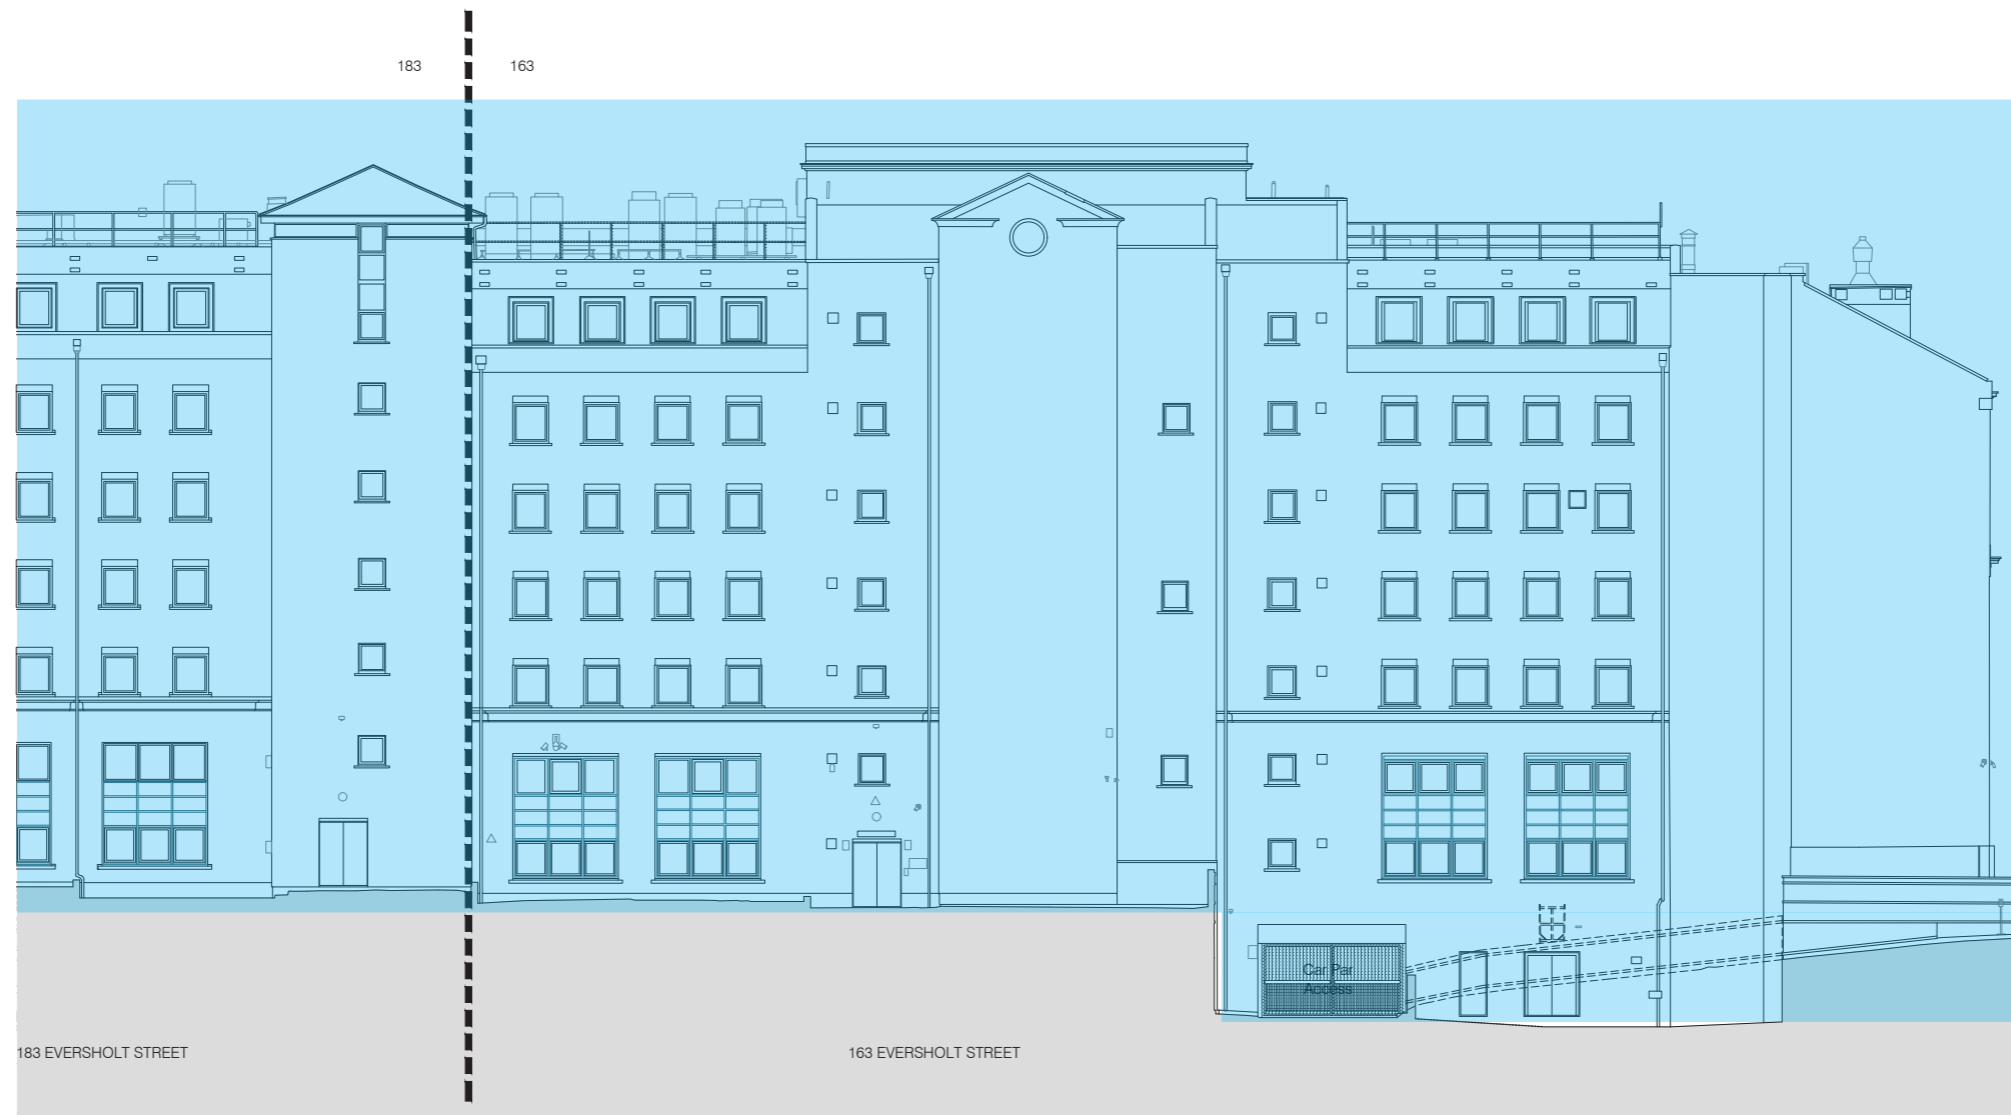 183
163
Car Par
Access
183 EVERSHOLT STREET
163 EVERSHOLT STREET